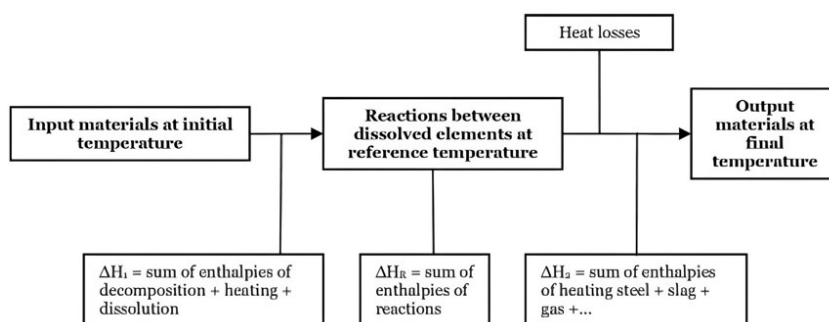 Heat losses
Input materials at initial
temperature
Reactions between
dissolved elements at
reference temperature
Output
materials at
final
temperature
ΔH₁ = sum of enthalpies of
decomposition + heating +
dissolution
ΔHR = sum of
enthalpies of
reactions
ΔH₂ = sum of enthalpies
of heating steel + slag +
gas +...